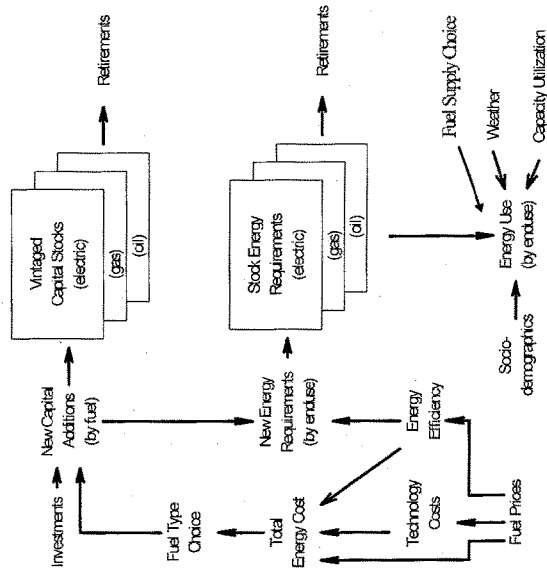 Investments
New Capital
Additions
(by fuel)
Vintaged
Capital Stocks
(electric)
(gas)
(oil)
Retirements
Fuel Type
Choice
Total
Energy Cost
New Energy
Requirements
(by enduse)
Stock Energy
Requirements
(electric)
(gas)
(oil)
Retirements
Technology
Costs
Energy
Efficiency
Fuel Prices
Socio-
demographics
Energy Use
(by enduse)
Fuel Supply Choice
Weather
Capacity Utilization